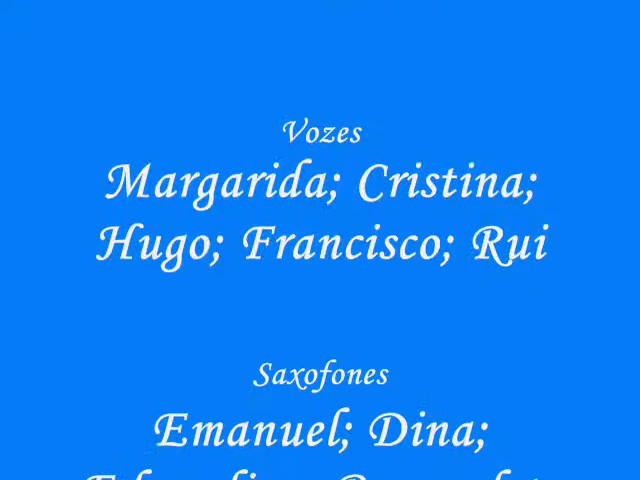 Vozes
Margarida; Cristina;
Hugo; Francisco; Rui
Saxofones
Emanuel; Dina;